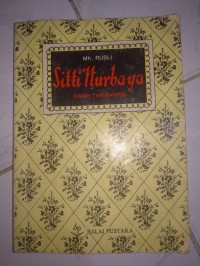 Mh. RUSLI
Sitti Nurbaya
KASIH TAK SAMPAI
BALAI PUSTAKA